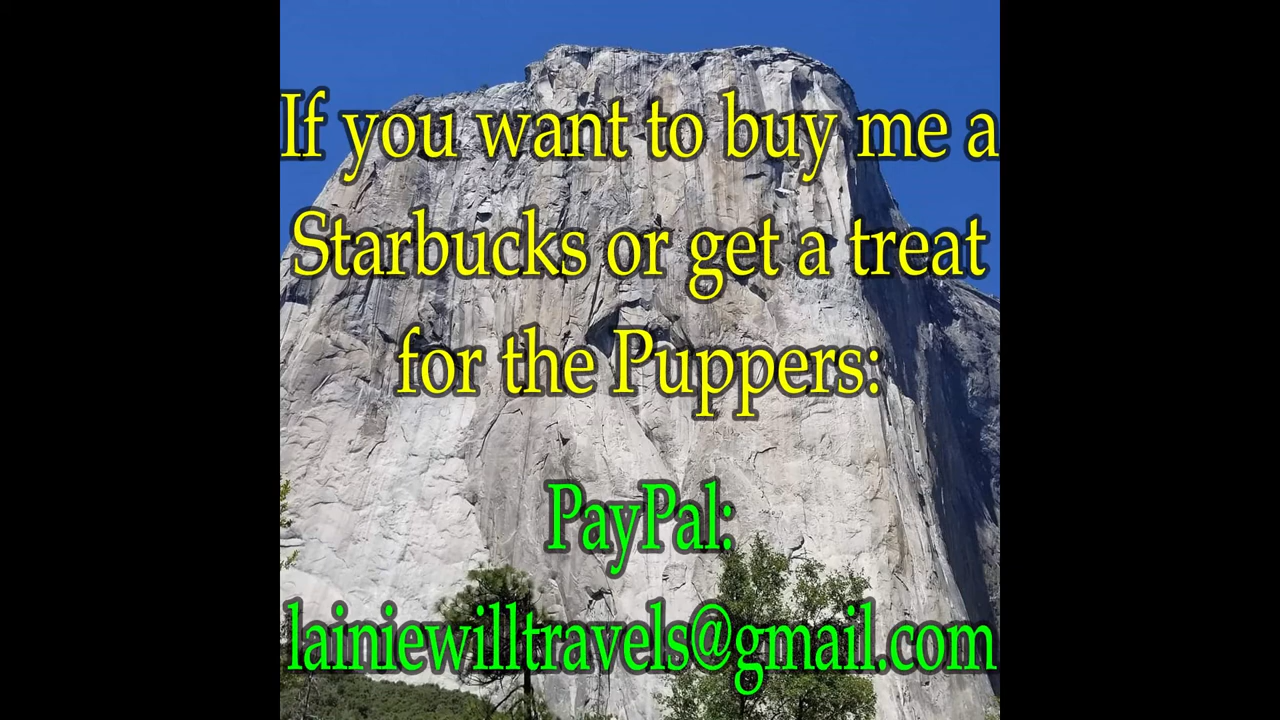 If you want to buy me a
Starbucks or get a treat
for the Puppers:
PayPal:
lainiewilltravels@gmail.com